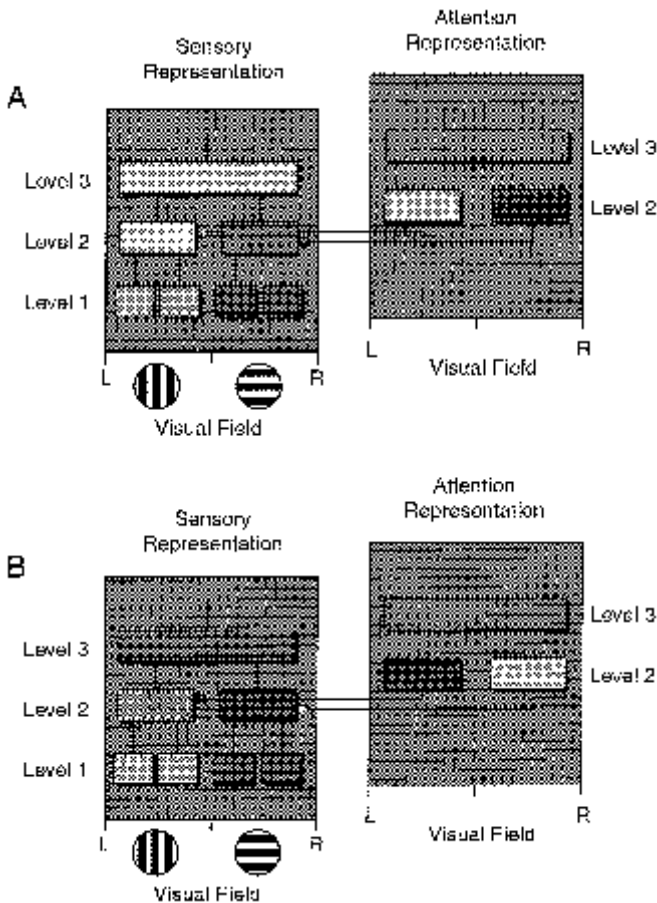 Attention
Representation
Sensory
Representation
A
Level 3
Level 3
Level 2
Level 2
Level 1
L R
L R
Visual Field
Visual Field
Attention
Representation
Sensory
Representation
B
Level 3
Level 3
Level 2
Level 2
Level 1
L R
L R
Visual Field
Visual Field